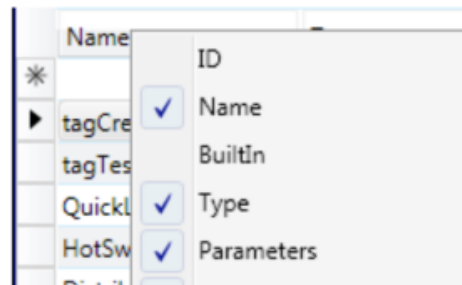 Name
ID
Name
tagCre
BuiltIn
tagTes
Type
QuickL
Parameters
HotSw